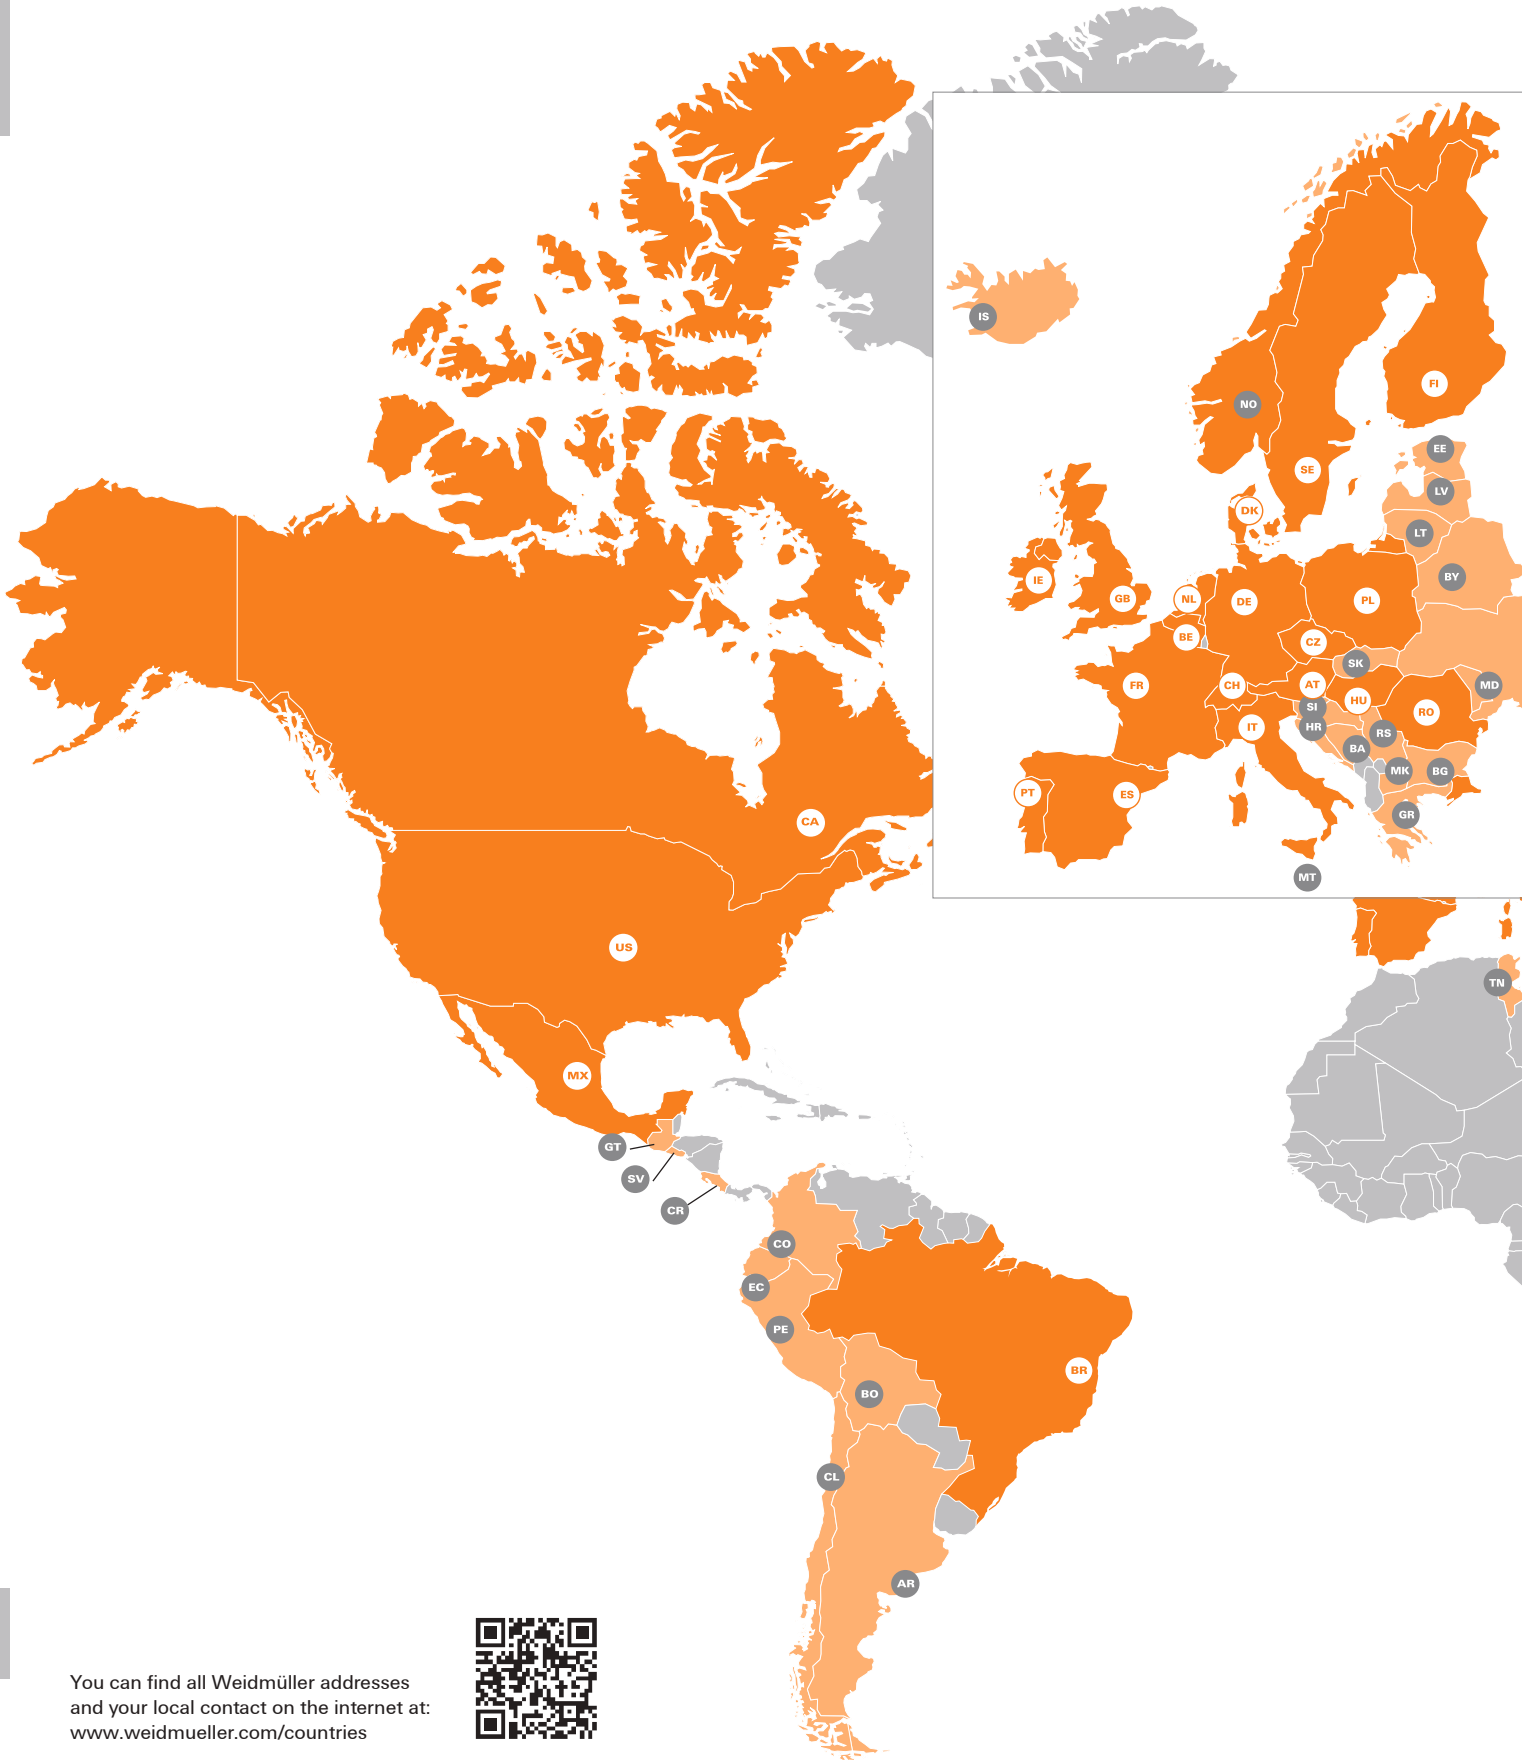 IS
FI
NO
EE
SE
LV
DK
LT
BY
IE
GB
NL
DE
PL
BE
CZ
SK
FR
CH
AT
MD
HU
SI
RO
IT
HR
RS
BA
MK
BG
PT
ES
GR
CA
MT
US
TN
MX
GT
SV
CR
CO
EC
PE
BR
BO
CL
AR
You can find all Weidmüller addresses
and your local contact on the internet at:
www.weidmueller.com/countries